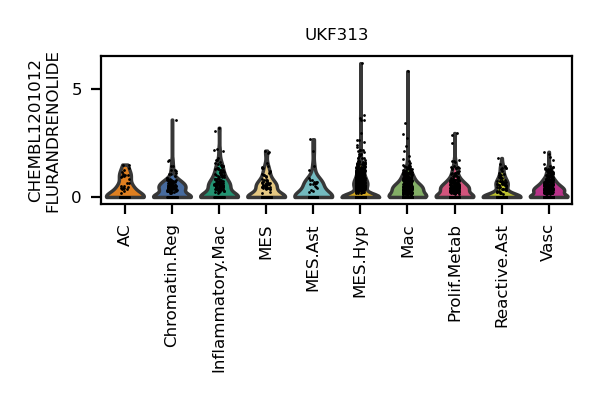 UKF313
CHEMBL1201012
FLURANDRENOLIDE
5
0
AC
Chromatin.Reg
Inflammatory.Mac
MES
MES.Ast
MES.Hyp
Mac
Prolif.Metab
Reactive.Ast
Vasc